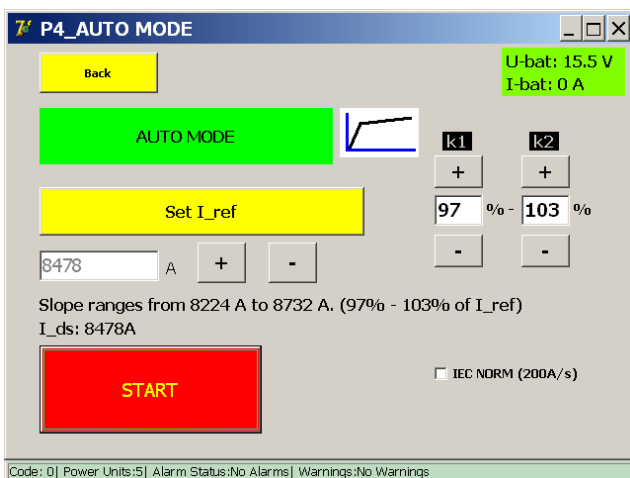 P4_AUTO MODE
Back
U-bat: 15.5 V
I-bat: 0 A
AUTO MODE
k1 k2
+ +
Set I_ref
97 % - 103 %
8478 A + -
- -
Slope ranges from 8224 A to 8732 A. (97% - 103% of I_ref)
I_ds: 8478A
START
IEC NORM (200A/s)
Code: 0| Power Units:5| Alarm Status:No Alarms| Warnings:No Warnings